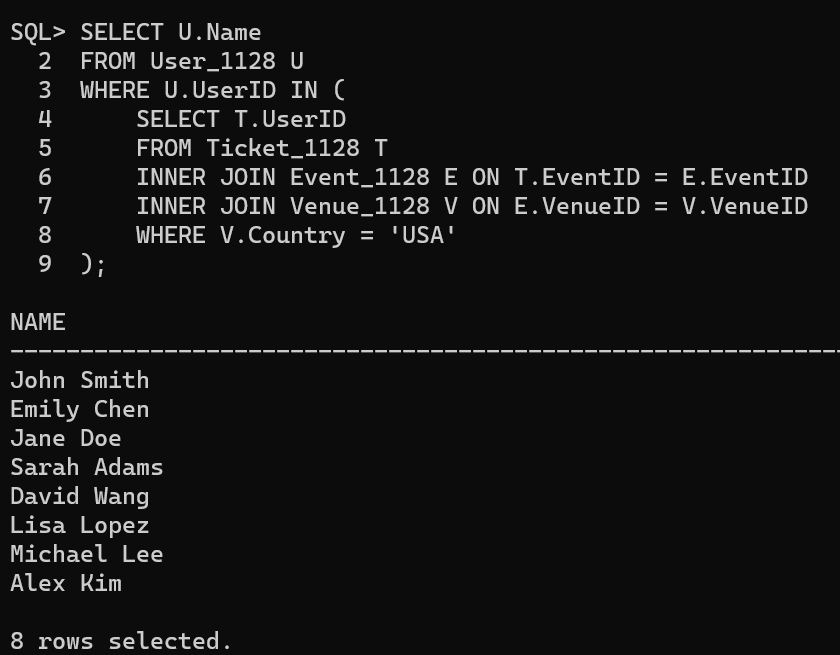 SQL> SELECT U.Name
  2  FROM User_1128 U
  3  WHERE U.UserID IN (
  4      SELECT T.UserID
  5      FROM Ticket_1128 T
  6      INNER JOIN Event_1128 E ON T.EventID = E.EventID
  7      INNER JOIN Venue_1128 V ON E.VenueID = V.VenueID
  8      WHERE V.Country = 'USA'
  9  );
NAME
------------------------------------------------------------
John Smith
Emily Chen
Jane Doe
Sarah Adams
David Wang
Lisa Lopez
Michael Lee
Alex Kim
8 rows selected.